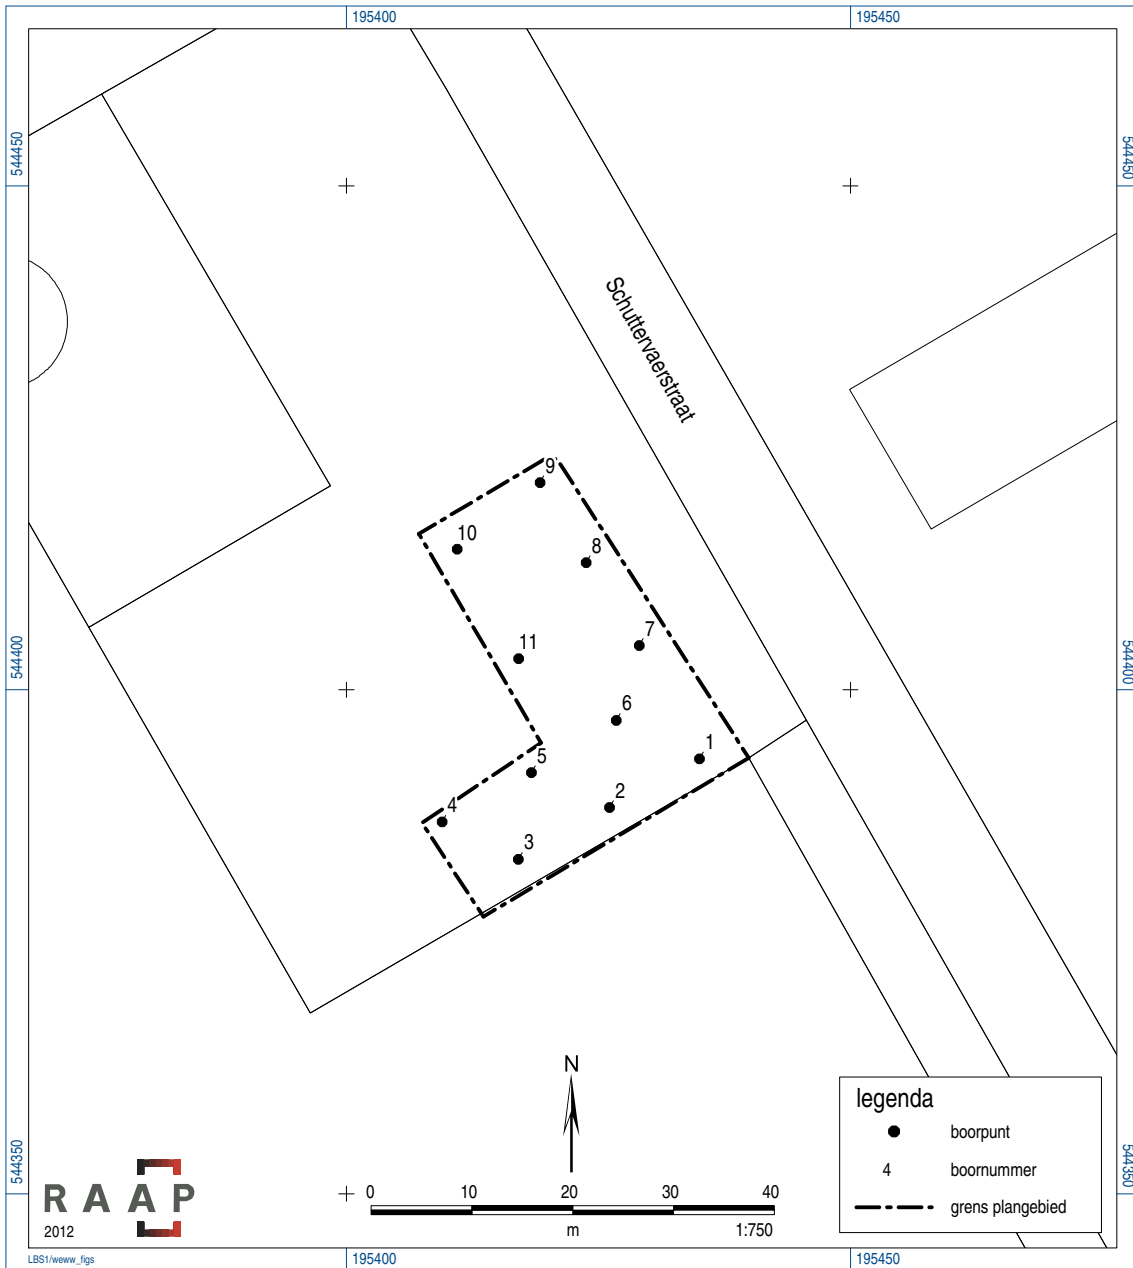 195400
195450
544450
544450
Schuttervaerstraat
9
10
8
7
11
6
1
5
2
4
3
544400
544400
N
legenda
boorpunt
4 boornummer
grens plangebied
544350
544350
RAAP
2012
0 10 20 30 40
m 1:750
LBS1/weww_figs
195400
195450